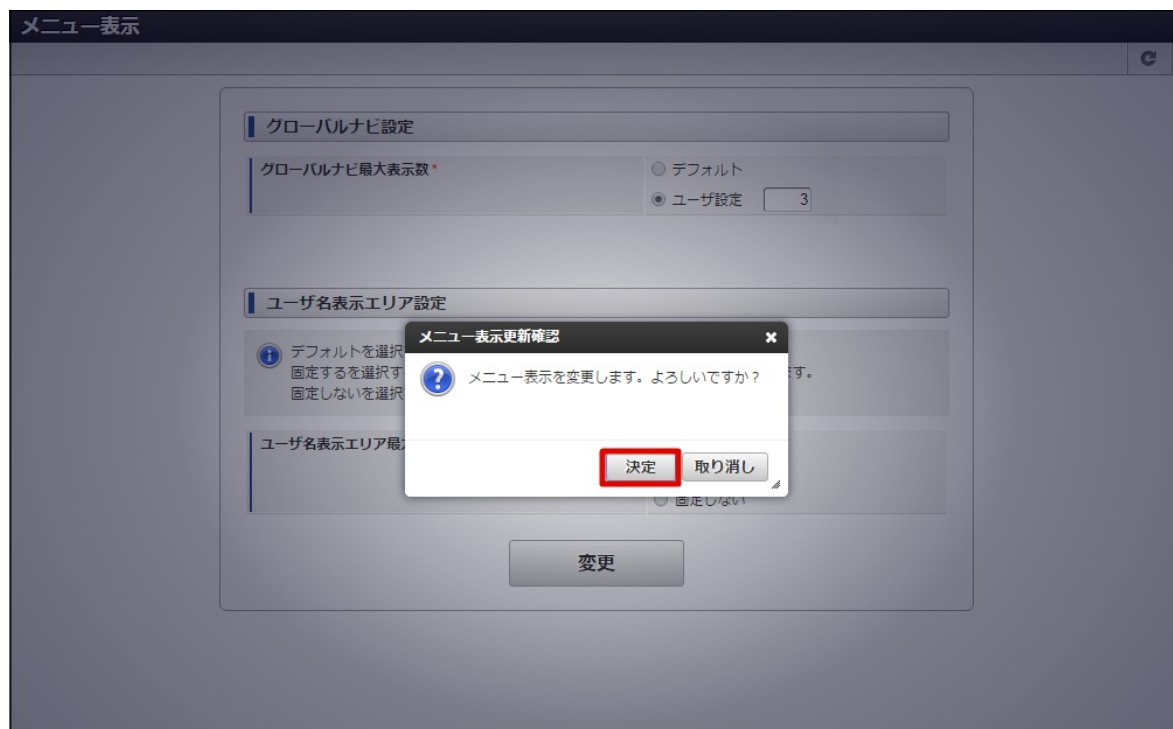 メニュー表示
グローバルナビ設定
グローバルナビ最大表示数*
デフォルト
ユーザ設定 3
ユーザ名表示エリア設定
デフォルトを選択
固定するを選択す
す。
固定しないを選択
メニュー表示更新確認
メニュー表示を変更します。よろしいですか?
決定 取り消し
ユーザ名表示エリア最
固定しない
変更